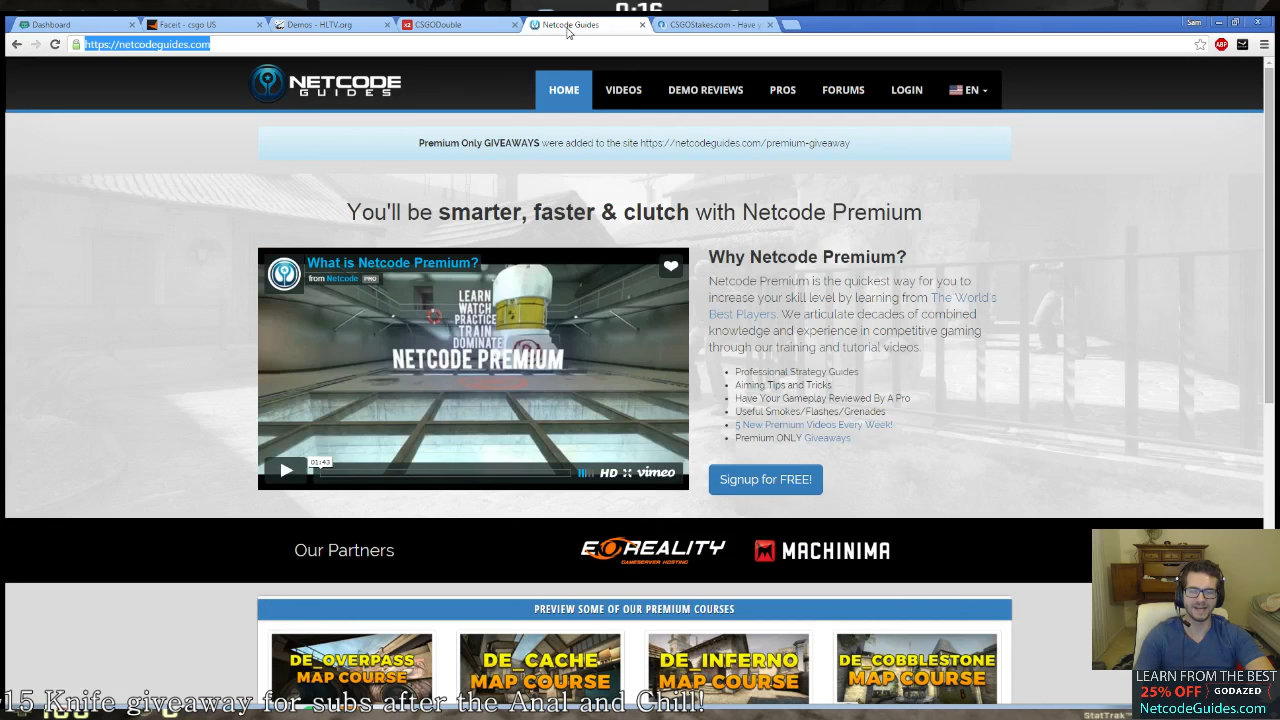 0:16
Dashboard
Faceit - csgo US
Demos - HLTV.org
CSGODouble
Netcode Guides
CSGOStakes.com - Have y
Sam
https://netcodeguides.com
ABP
NETCODE
GUIDES
HOME
VIDEOS
DEMO REVIEWS
PROS
FORUMS
LOGIN
EN
Premium Only GIVEAWAYS were added to the site https://netcodeguides.com/premium-giveaway
You'll be smarter, faster & clutch with Netcode Premium
What is Netcode Premium?
from Netcode PRO
LEARN
WATCH
PRACTICE
TRAIN
DOMINATE
NETCODE PREMIUM
01:43
HD
vimeo
Why Netcode Premium?
Netcode Premium is the quickest way for you to
increase your skill level by learning from The World's
Best Players. We articulate decades of combined
knowledge and experience in competitive gaming
through our training and tutorial videos.
Professional Strategy Guides
Aiming Tips and Tricks
Have Your Gameplay Reviewed By A Pro
Useful Smokes/Flashes/Grenades
5 New Premium Videos Every Week!
Premium ONLY Giveaways
Signup for FREE!
Our Partners
EOREALITY
GAMESERVER HOSTING
MACHINIMA
PREVIEW SOME OF OUR PREMIUM COURSES
DE_OVERPASS
MAP COURSE
DE_CACHE
MAP COURSE
DE_INFERNO
MAP COURSE
DE_COBBLESTONE
MAP COURSE
15 Knife giveaway for subs after the Anal and Chill!
LEARN FROM THE BEST
25% OFF GODAZED
NetcodeGuides.com
StatTrak™